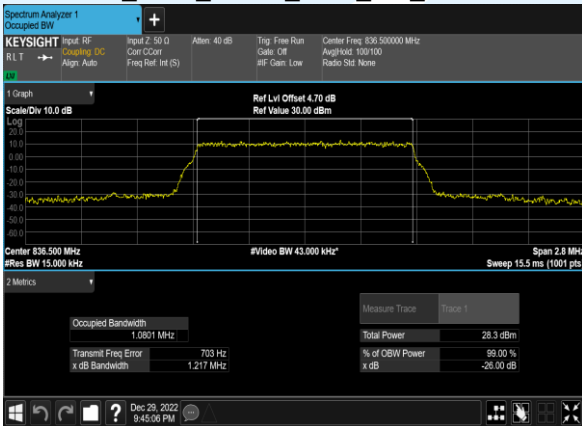 Spectrum Analyzer 1
Occupied BW
KEYSIGHT
RLT
Input: RF
Coupling: DC
Align: Auto
Input Z: 50 Ω
Corr CCorr
Freq Ref: Int (S)
Atten: 40 dB
Trig: Free Run
Gate: Off
#IF Gain: Low
Center Freq: 836.500000 MHz
Avg|Hold: 100/100
Radio Std: None
1 Graph
Scale/Div 10.0 dB
Ref Lvl Offset 4.70 dB
Ref Value 30.00 dBm
Log
20.0
10.0
0.00
-10.0
-20.0
-30.0
-40.0
-50.0
-60.0
Center 836.500 MHz
#Video BW 43.000 kHz*
Span 2.8 MHz
#Res BW 15.000 kHz
Sweep 15.5 ms (1001 pts
2 Metrics
Measure Trace
Trace 1
Occupied Bandwidth
1.0801 MHz
Total Power
28.3 dBm
Transmit Freq Error
703 Hz
% of OBW Power
99.00 %
x dB Bandwidth
1.217 MHz
x dB
-26.00 dB
?
Dec 29, 2022
9:45:06 PM